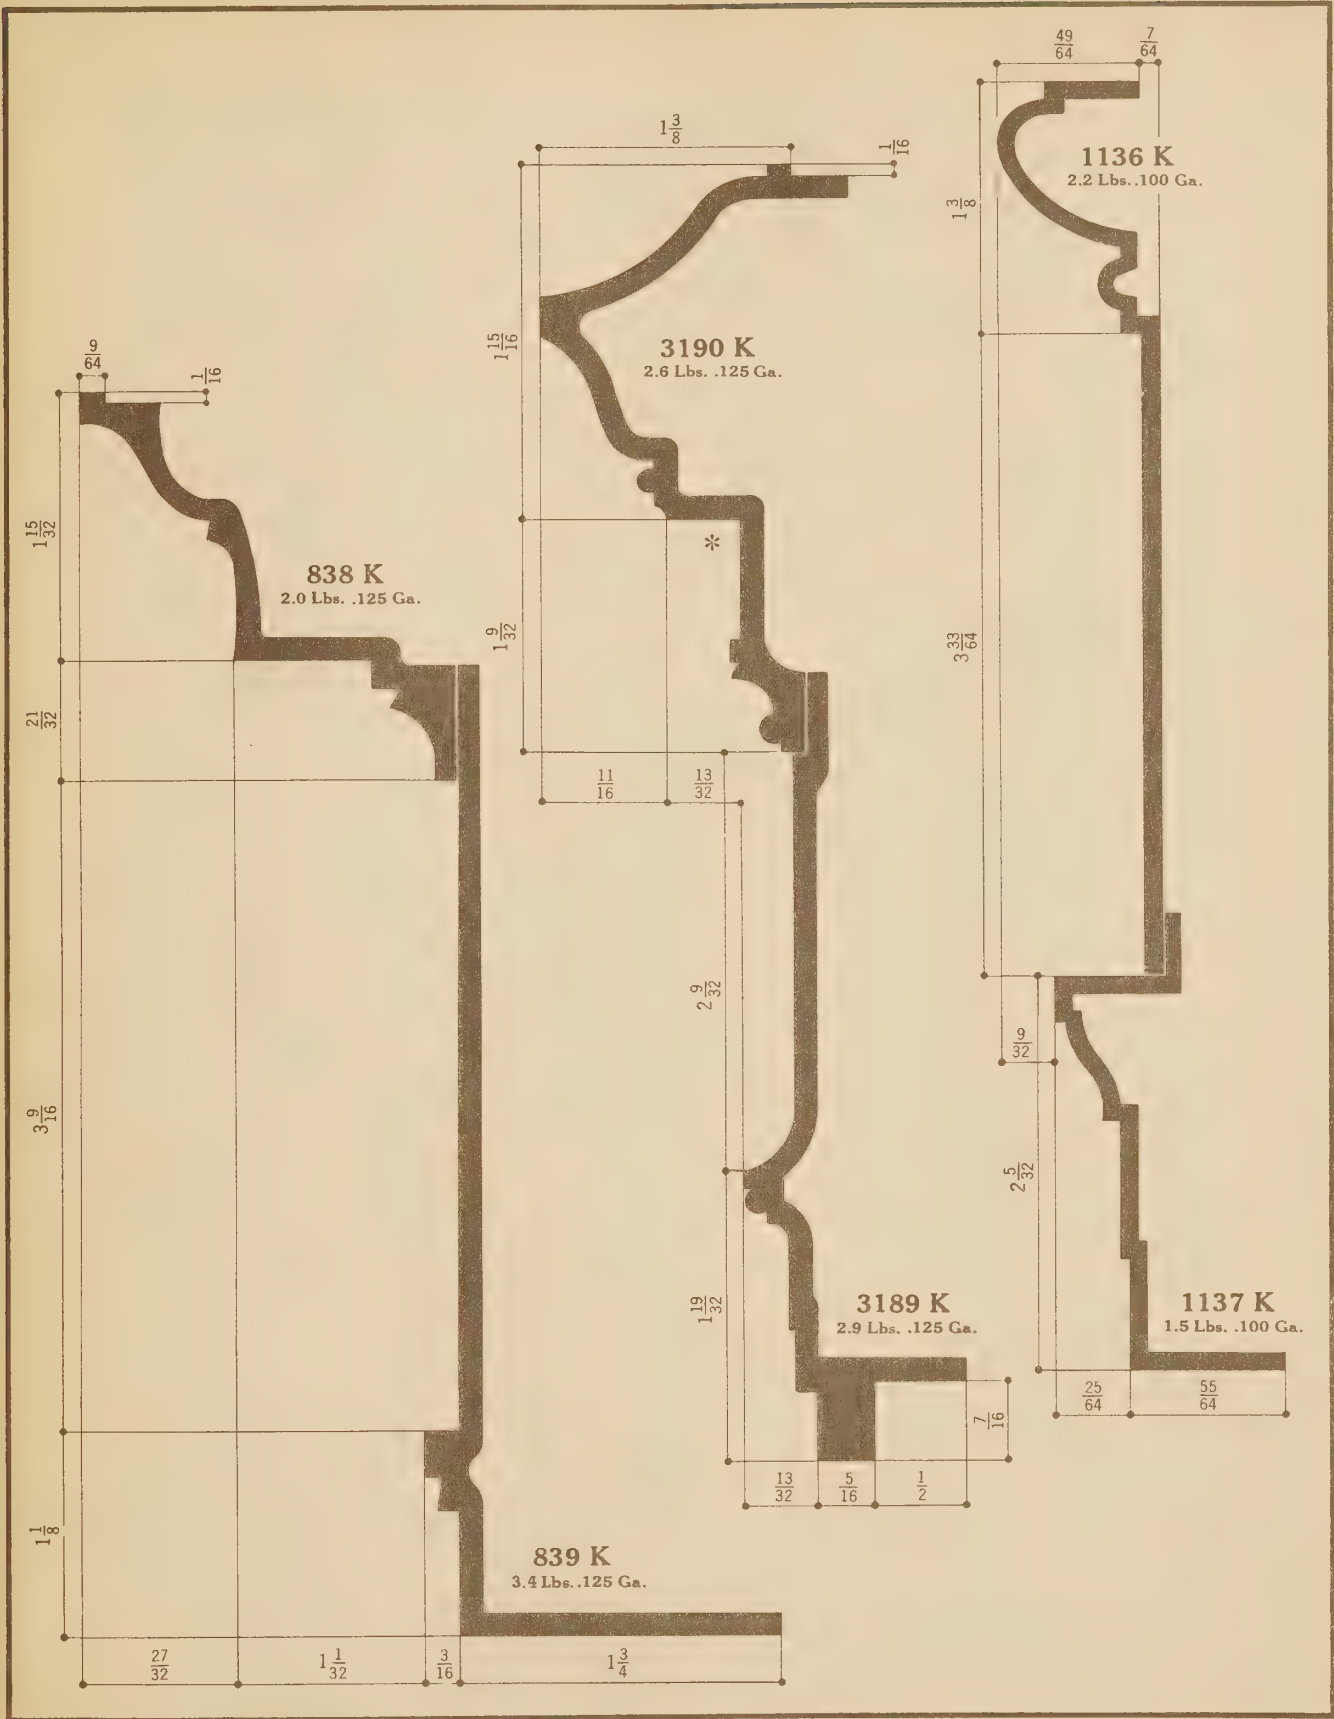 49/64
7/64
1 3/8
1/16
1136 K
2.2 Lbs. .100 Ga.
1 3/8
1 15/16
3190 K
2.6 Lbs. .125 Ga.
9/64
1/16
1 15/32
*
838 K
2.0 Lbs. .125 Ga.
1 9/32
3 33/64
21/32
11/16
13/32
2 9/32
9/32
3 9/16
2 5/32
1 19/32
3189 K
2.9 Lbs. .125 Ga.
1137 K
1.5 Lbs. .100 Ga.
25/64
55/64
7/16
13/32
5/16
1/2
1 1/8
839 K
3.4 Lbs. .125 Ga.
27/32
1 1/32
3/16
1 3/4